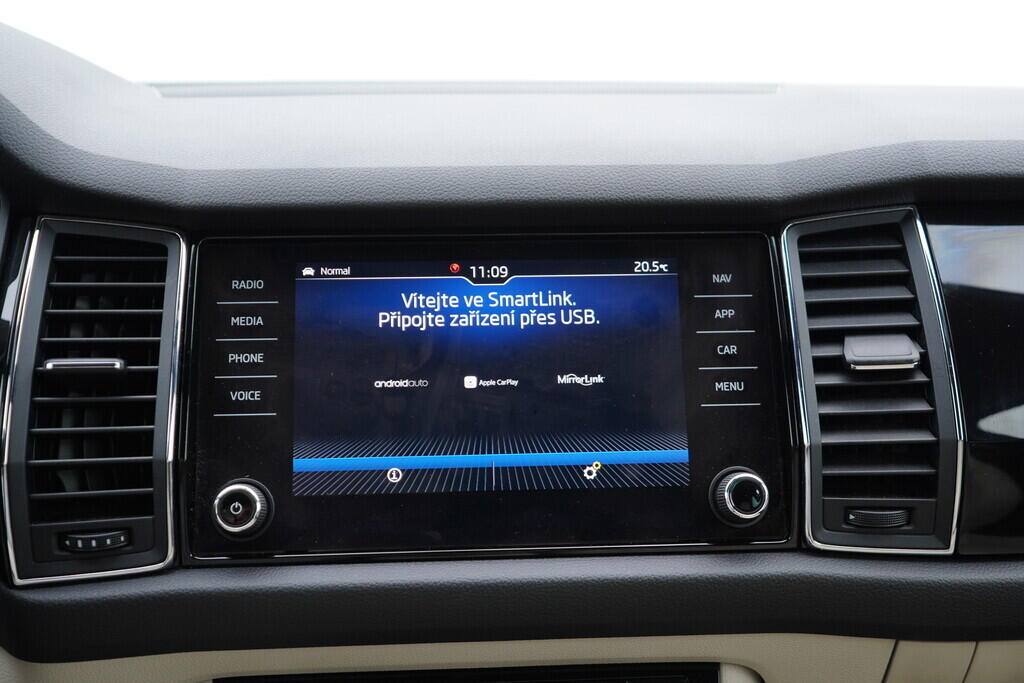 RADIO
MEDIA
PHONE
VOICE
Normal
11:09
20.5°C
Vítejte ve SmartLink.
Připojte zařízení přes USB.
androidauto
Apple CarPlay
MirrorLink
NAV
APP
CAR
MENU